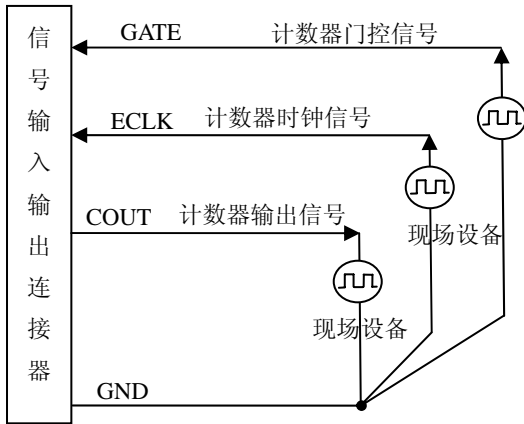 信号输入输出连接器
GATE 计数器门控信号
ECLK 计数器时钟信号
COUT 计数器输出信号
现场设备
现场设备
GND